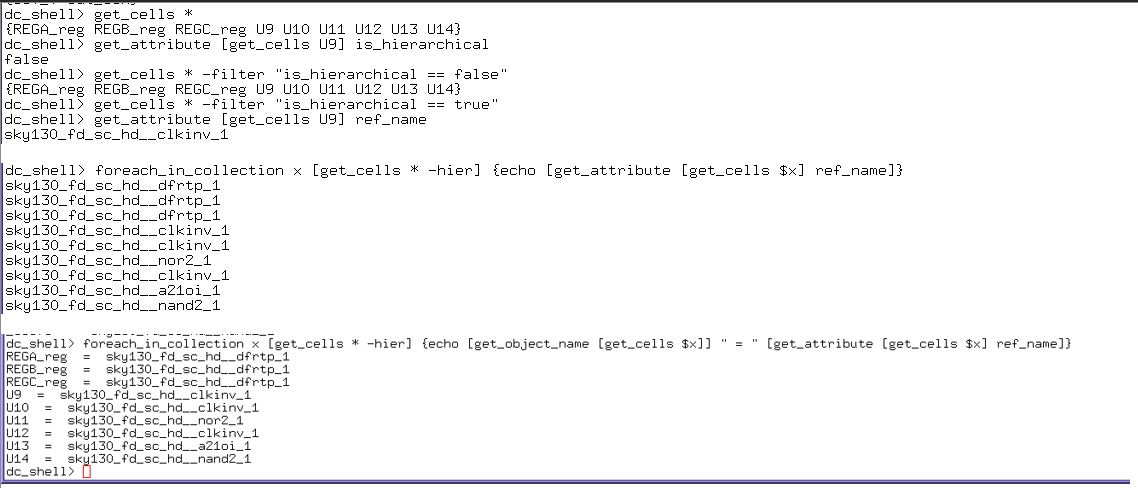 dc_shell> get_cells *
{REGA_reg REGB_reg REGC_reg U9 U10 U11 U12 U13 U14}
dc_shell> get_attribute [get_cells U9] is_hierarchical
false
dc_shell> get_cells * -filter "is_hierarchical == false"
{REGA_reg REGB_reg REGC_reg U9 U10 U11 U12 U13 U14}
dc_shell> get_cells * -filter "is_hierarchical == true"
dc_shell> get_attribute [get_cells U9] ref_name
sky130_fd_sc_hd__clkinv_1
dc_shell> foreach_in_collection x [get_cells * -hier] {echo [get_attribute [get_cells $x] ref_name]}
sky130_fd_sc_hd__dfrtp_1
sky130_fd_sc_hd__dfrtp_1
sky130_fd_sc_hd__dfrtp_1
sky130_fd_sc_hd__clkinv_1
sky130_fd_sc_hd__clkinv_1
sky130_fd_sc_hd__nor2_1
sky130_fd_sc_hd__clkinv_1
sky130_fd_sc_hd__a21oi_1
sky130_fd_sc_hd__nand2_1
dc_shell> foreach_in_collection x [get_cells * -hier] {echo [get_object_name [get_cells $x]] " = " [get_attribute [get_cells $x] ref_name]}
REGA_reg  =  sky130_fd_sc_hd__dfrtp_1
REGB_reg  =  sky130_fd_sc_hd__dfrtp_1
REGC_reg  =  sky130_fd_sc_hd__dfrtp_1
U9  =  sky130_fd_sc_hd__clkinv_1
U10  =  sky130_fd_sc_hd__clkinv_1
U11  =  sky130_fd_sc_hd__nor2_1
U12  =  sky130_fd_sc_hd__clkinv_1
U13  =  sky130_fd_sc_hd__a21oi_1
U14  =  sky130_fd_sc_hd__nand2_1
dc_shell>